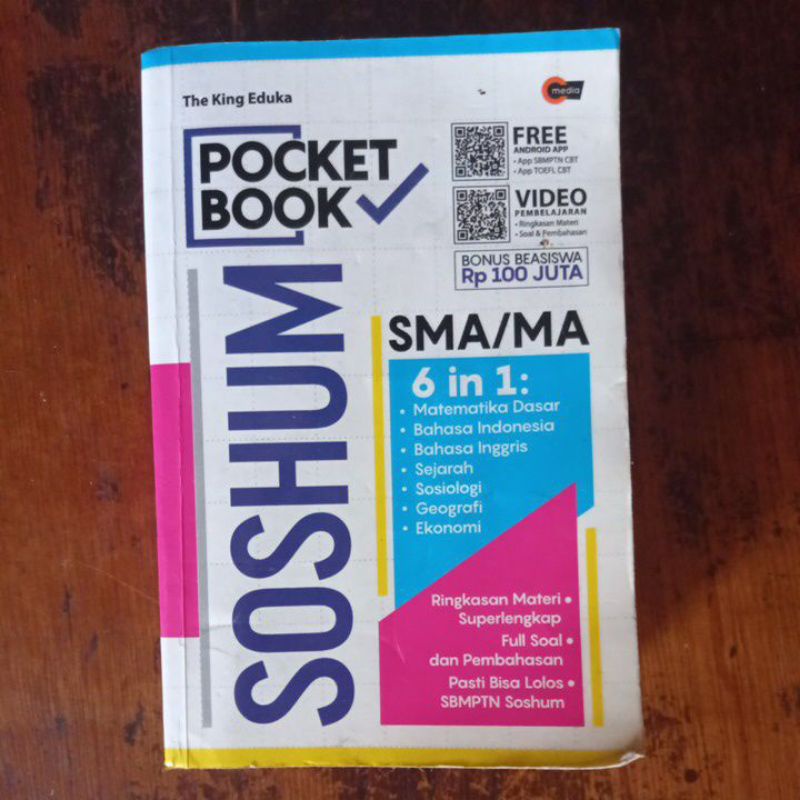 The King Eduka
media
POCKET
BOOK
FREE
ANDROID APP
• App SBMPTN CBT
• App TOEFL CBT
VIDEO
PEMBELAJARAN
• Ringkasan Materi
• Soal & Pembahasan
BONUS BEASISWA
Rp 100 JUTA
SOSHUM
SMA/MA
6 in 1:
• Matematika Dasar
• Bahasa Indonesia
• Bahasa Inggris
• Sejarah
• Sosiologi
• Geografi
• Ekonomi
Ringkasan Materi •
Superlengkap
Full Soal •
dan Pembahasan
Pasti Bisa Lolos •
SBMPTN Soshum